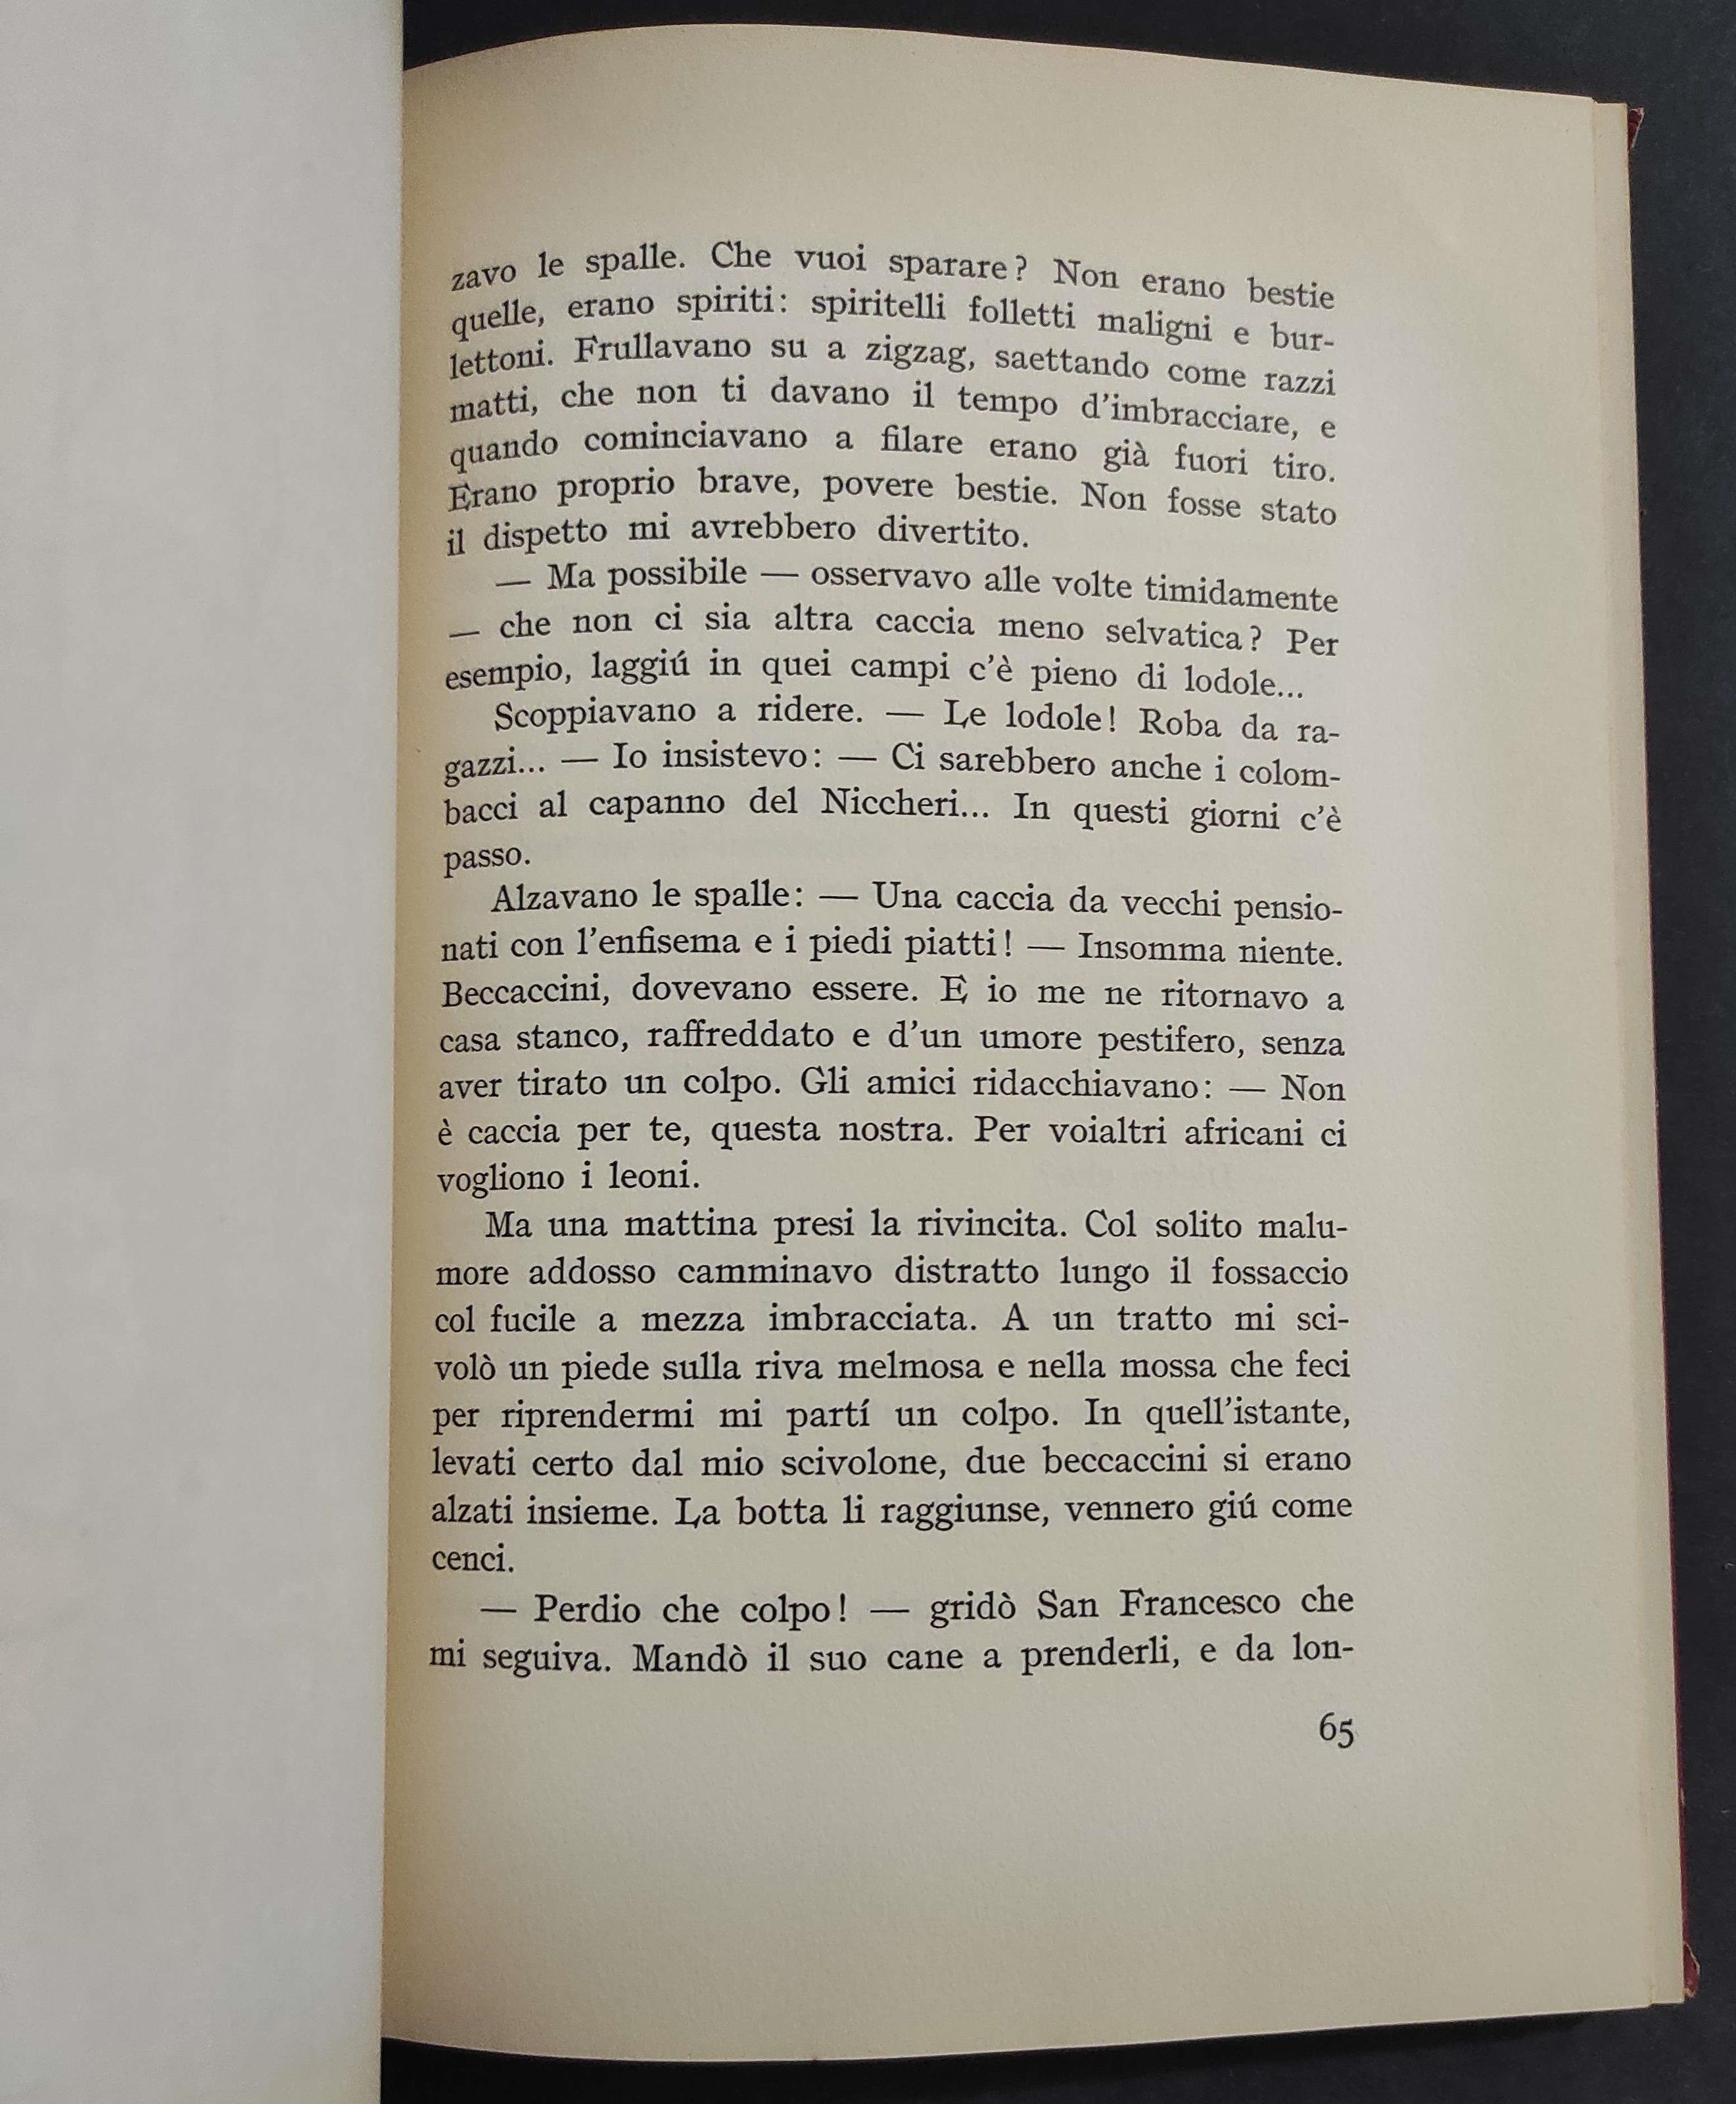 zavo le spalle. Che vuoi sparare? Non erano bestie
quelle, erano spiriti: spiritelli folletti maligni e bur-
lettoni. Frullavano su a zigzag, saettando come razzi
matti, che non ti davano il tempo d'imbracciare, e
quando cominciavano a filare erano già fuori tiro.
Erano proprio brave, povere bestie. Non fosse stato
il dispetto mi avrebbero divertito.
— Ma possibile — osservavo alle volte timidamente
— che non ci sia altra caccia meno selvatica? Per
esempio, laggiú in quei campi c'è pieno di lodole...
Scoppiavano a ridere. — Le lodole! Roba da ra-
gazzi... — Io insistevo: — Ci sarebbero anche i colom-
bacci al capanno del Niccheri... In questi giorni c'è
passo.
Alzavano le spalle: — Una caccia da vecchi pensio-
nati con l'enfisema e i piedi piatti! — Insomma niente.
Beccaccini, dovevano essere. E io me ne ritornavo a
casa stanco, raffreddato e d'un umore pestifero, senza
aver tirato un colpo. Gli amici ridacchiavano: — Non
è caccia per te, questa nostra. Per voialtri africani ci
vogliono i leoni.
Ma una mattina presi la rivincita. Col solito malu-
more addosso camminavo distratto lungo il fossaccio
col fucile a mezza imbracciata. A un tratto mi sci-
volò un piede sulla riva melmosa e nella mossa che feci
per riprendermi mi partí un colpo. In quell'istante,
levati certo dal mio scivolone, due beccaccini si erano
alzati insieme. La botta li raggiunse, vennero giú come
cenci.
— Perdio che colpo! — gridò San Francesco che
mi seguiva. Mandò il suo cane a prenderli, e da lon-
65